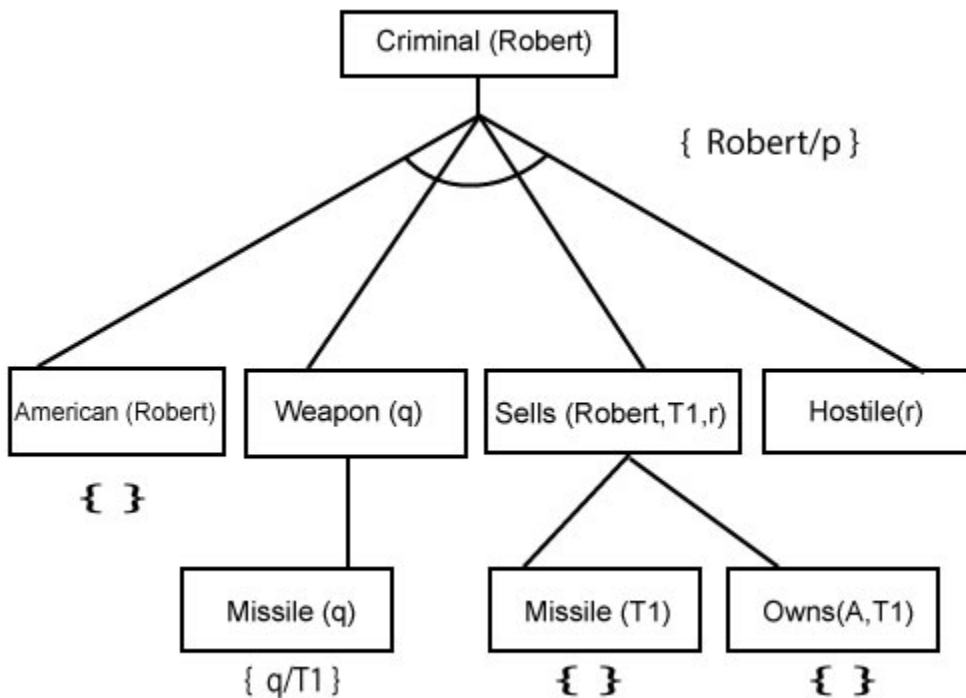 Criminal (Robert)
{ Robert/p }
American (Robert)
Weapon (q)
Sells (Robert,T1,r)
Hostile(r)
{ }
Missile (q)
Missile (T1)
Owns(A,T1)
{ q/T1 }
{ }
{ }